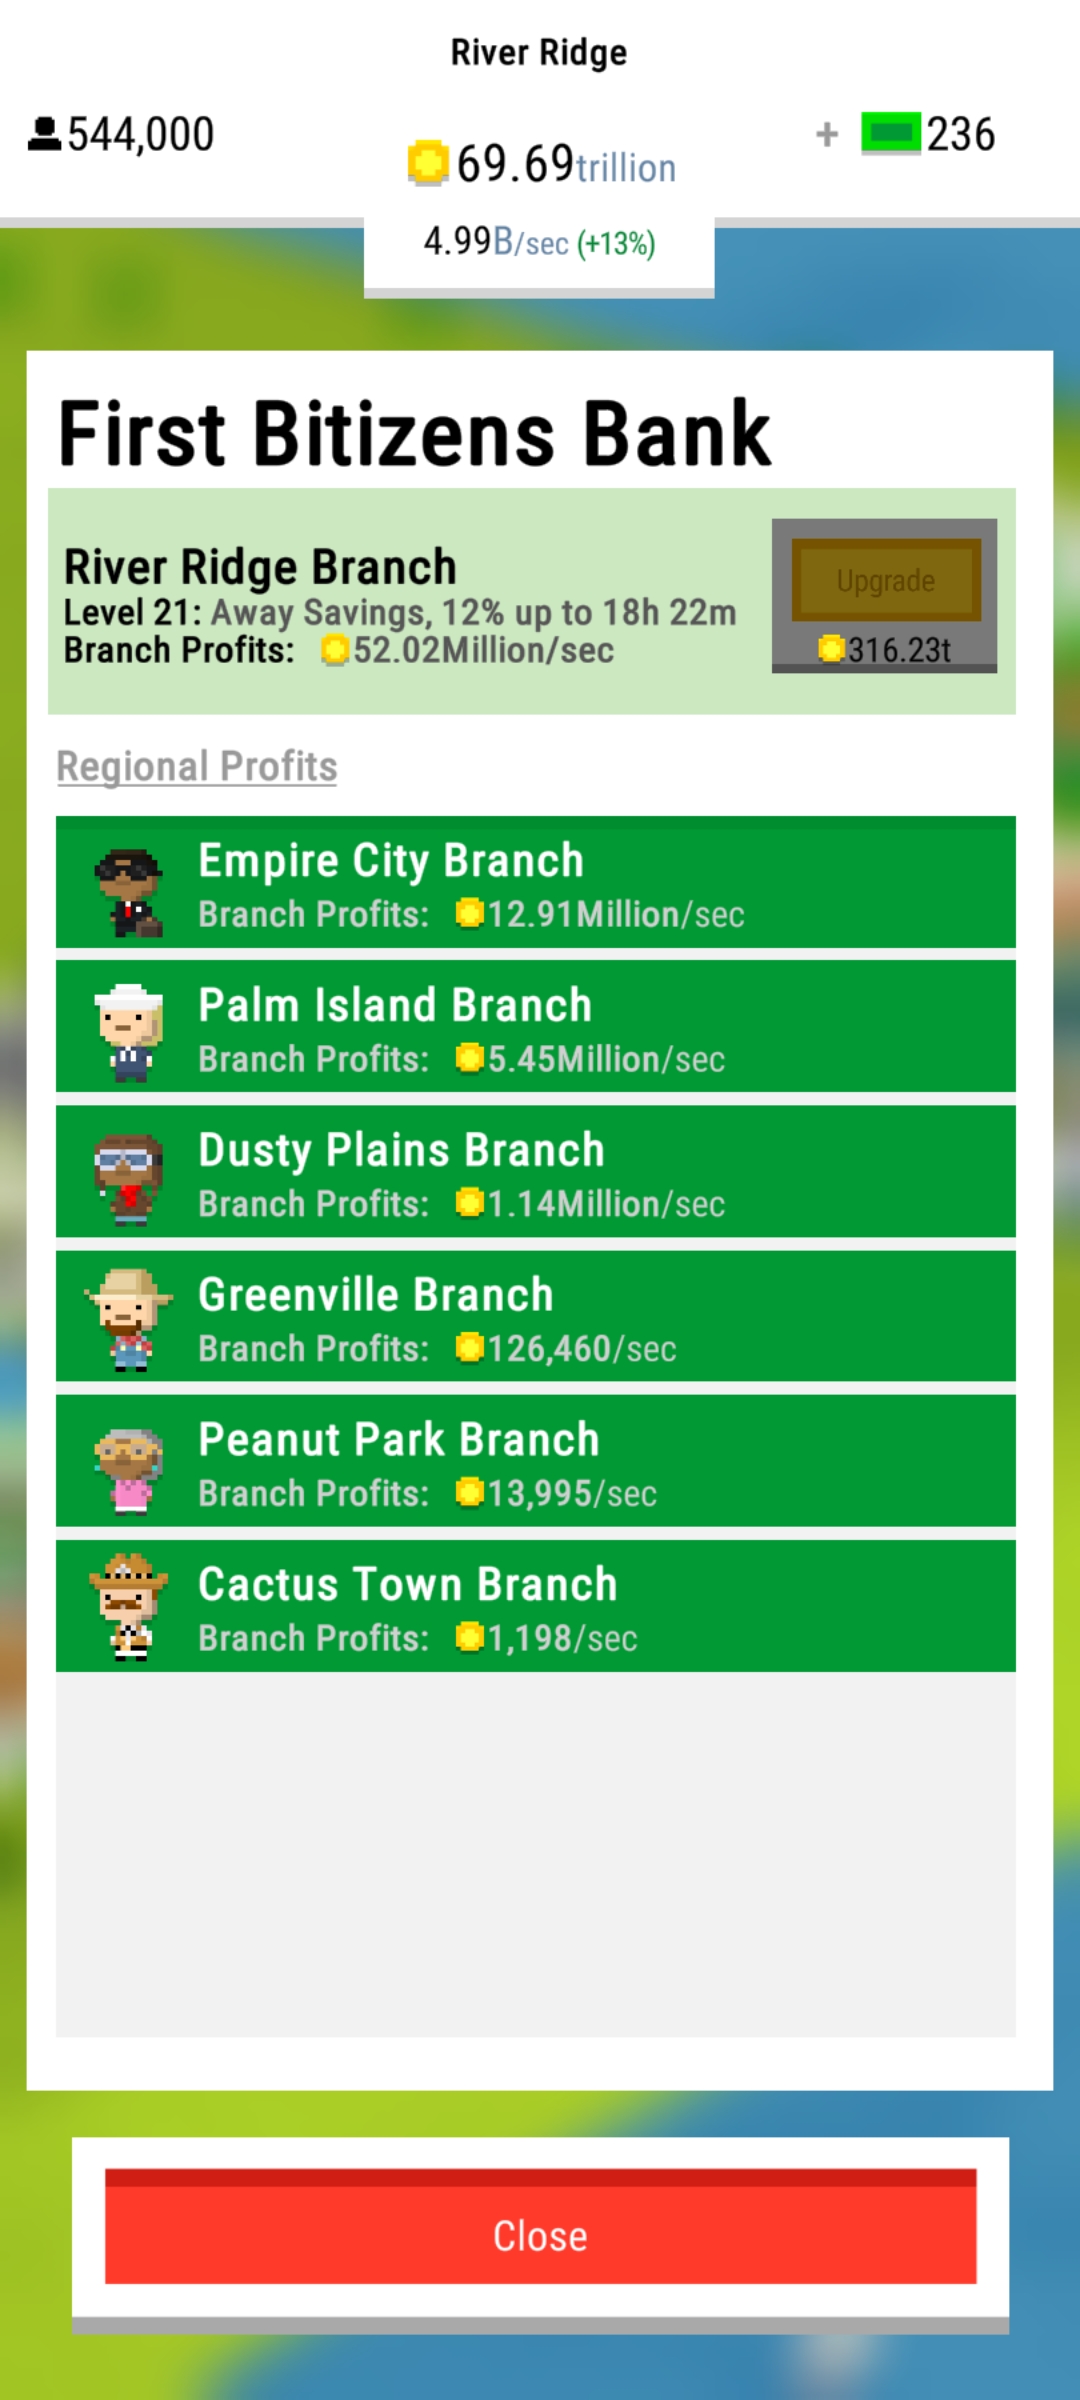 River Ridge
544,000
69.69trillion
+ 236
4.99B/sec (+13%)
First Bitizens Bank
River Ridge Branch
Level 21: Away Savings, 12% up to 18h 22m
Branch Profits: 52.02Million/sec
Upgrade
316.23t
Regional Profits
Empire City Branch
Branch Profits: 12.91Million/sec
Palm Island Branch
Branch Profits: 5.45Million/sec
Dusty Plains Branch
Branch Profits: 1.14Million/sec
Greenville Branch
Branch Profits: 126,460/sec
Peanut Park Branch
Branch Profits: 13,995/sec
Cactus Town Branch
Branch Profits: 1,198/sec
Close